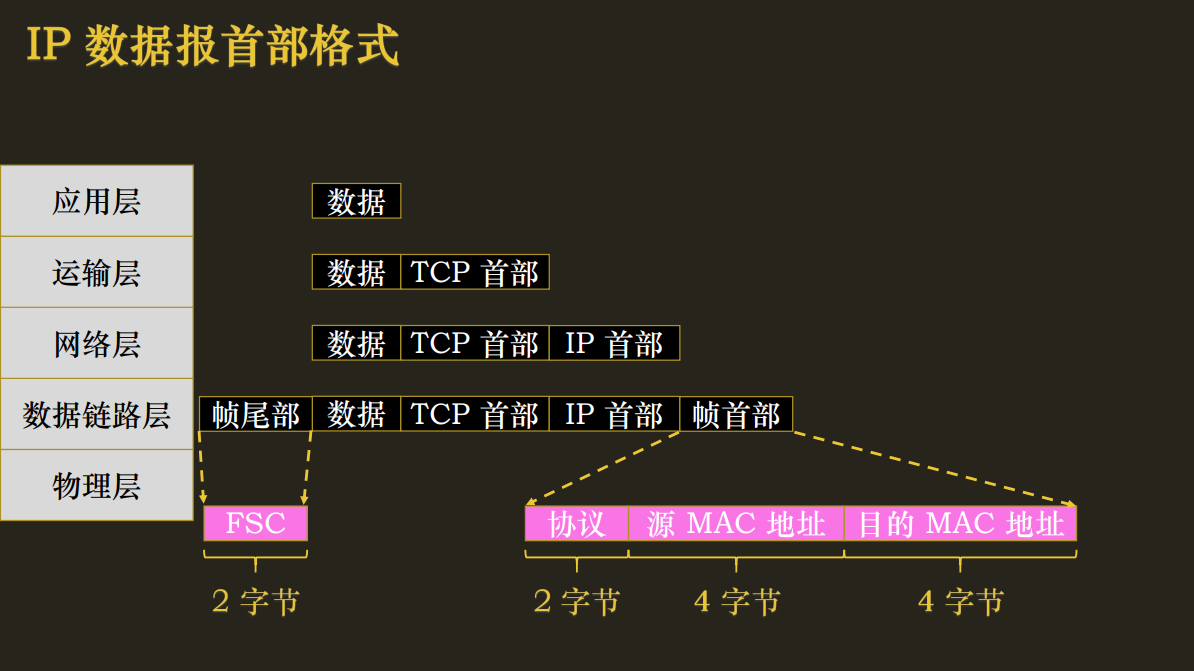 IP 数据报首部格式
应用层
数据
运输层
数据 TCP 首部
网络层
数据 TCP 首部 IP 首部
数据链路层
帧尾部 数据 TCP 首部 IP 首部 帧首部
物理层
FSC 协议 源 MAC 地址 目的 MAC 地址
2 字节 2 字节 4 字节 4 字节